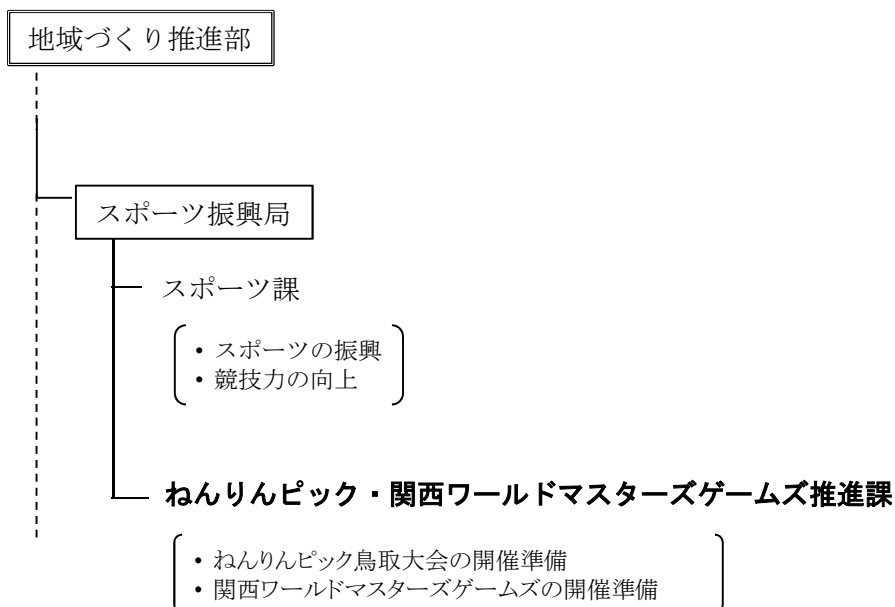 地域づくり推進部
スポーツ振興局
スポーツ課
・スポーツの振興
・競技力の向上
ねんりんピック・関西ワールドマスターズゲームズ推進課
・ねんりんピック鳥取大会の開催準備
・関西ワールドマスターズゲームズの開催準備